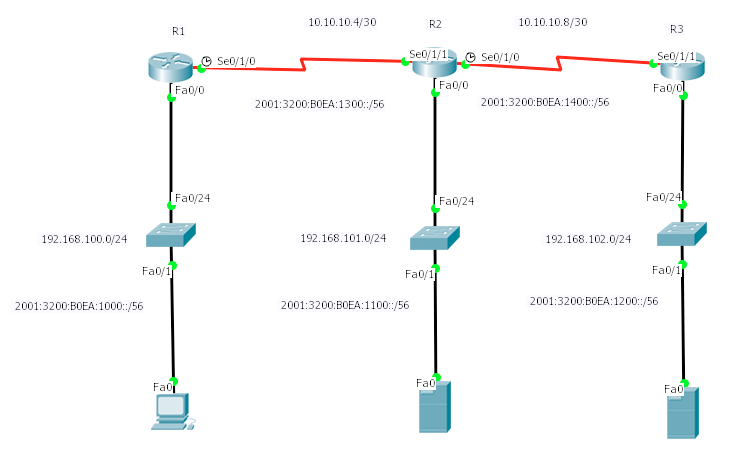 10.10.10.4/30
R2
10.10.10.8/30
R1
R3
Se0/1/0
Se0/1/1
Se0/1/0
Se0/1/1
Fa0/0
Fa0/0
Fa0/0
2001:3200:B0EA:1300::/56
2001:3200:B0EA:1400::/56
Fa0/24
Fa0/24
Fa0/24
192.168.100.0/24
192.168.101.0/24
192.168.102.0/24
Fa0/1
Fa0/1
Fa0/1
2001:3200:B0EA:1000::/56
2001:3200:B0EA:1100::/56
2001:3200:B0EA:1200::/56
Fa0
Fa0
Fa0